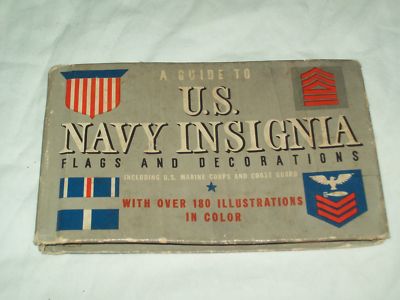 A GUIDE TO
U.S.
NAVY INSIGNIA
FLAGS AND DECORATIONS
INCLUDING U.S. MARINE CORPS AND COAST GUARD
WITH OVER 180 ILLUSTRATIONS
IN COLOR